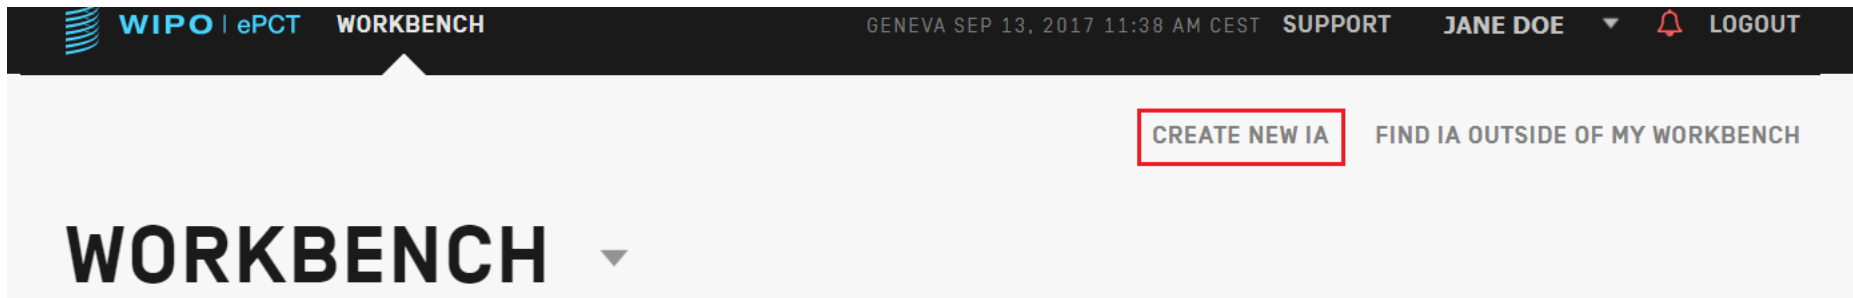 WIPO | ePCT WORKBENCH GENEVA SEP 13, 2017 11:38 AM CEST SUPPORT JANE DOE LOGOUT
CREATE NEW IA FIND IA OUTSIDE OF MY WORKBENCH
WORKBENCH